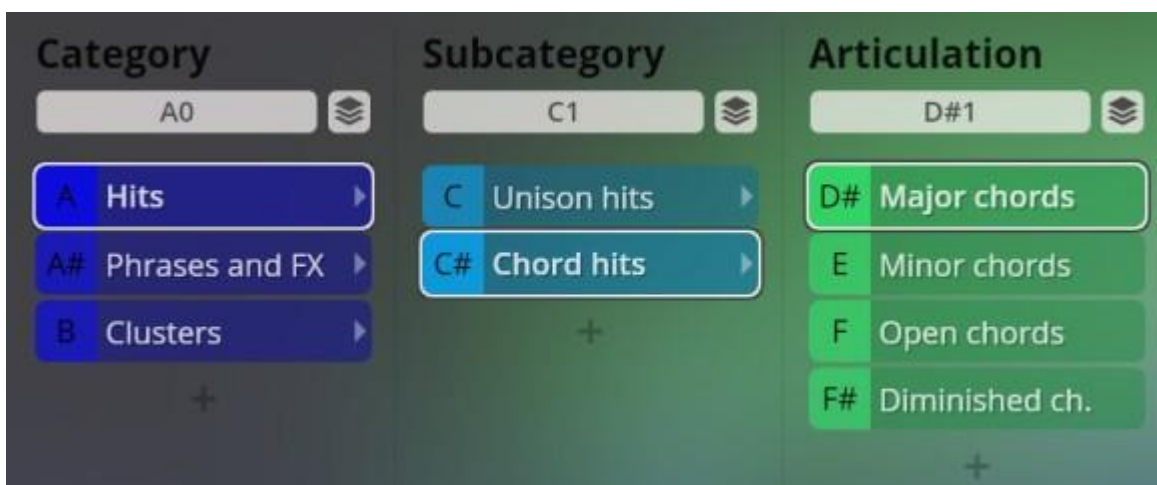 Category
A0
A Hits
A# Phrases and FX
B Clusters
+
Subcategory
C1
C Unison hits
C# Chord hits
+
Articulation
D#1
D# Major chords
E Minor chords
F Open chords
F# Diminished ch.
+